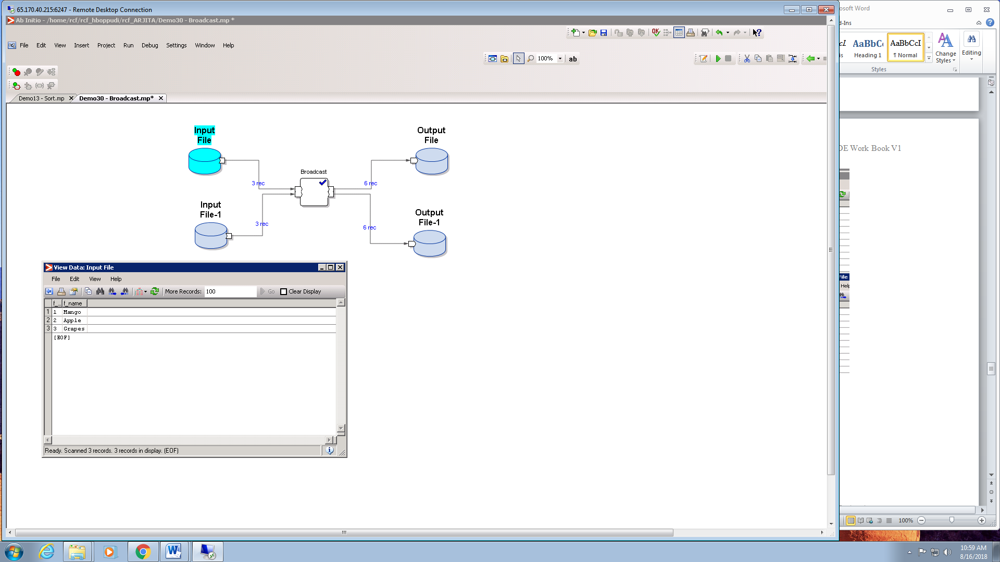 65.170.40.215:6247 - Remote Desktop Connection
Ab Initio - /home/rcf/rcf_hboppudi/rcf_ARJITA/Demo30 - Broadcast.mp *
File Edit View Insert Project Run Debug Settings Window Help
100% ab
Demo13 - Sort.mp
Demo30 - Broadcast.mp*
Input
File
Output
File
Broadcast
3 rec
6 rec
Input
File-1
Output
File-1
3 rec
6 rec
View Data: Input File
File Edit View Help
More Records: 100 Go Clear Display
f_... f_name
1 1 Mango
2 2 Apple
3 3 Grapes
[EOF]
Ready. Scanned 3 records. 3 records in display. (EOF)
osoft Word
d-Ins
AaBbC AaBbCcI
Heading 1 ¶ Normal
Change
Styles
Editing
Styles
DE Work Book V1
File
Help
100%
10:59 AM
8/16/2018